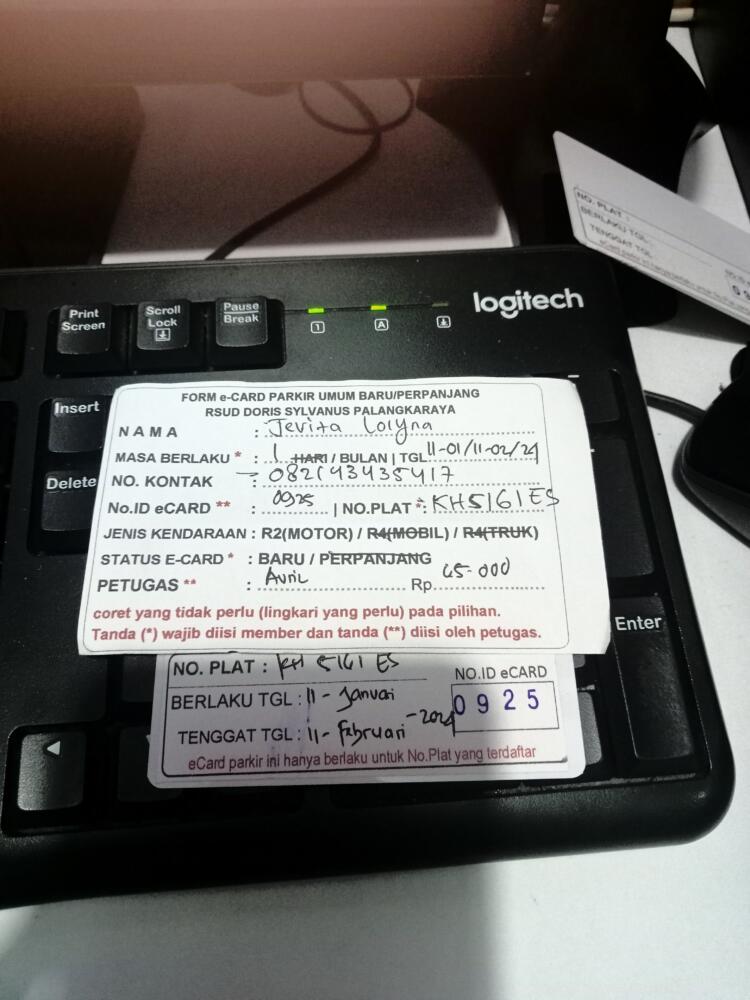 NO. PLAT :
BERLAKU TGL :
TENGGAT TGL
logitech
Print Screen
Scroll Lock
Pause Break
1
A
Insert
Delete
FORM e-CARD PARKIR UMUM BARU/PERPANJANG
RSUD DORIS SYLVANUS PALANGKARAYA
NAMA : Jevita Lolyna
MASA BERLAKU * : 1 HARI / BULAN | TGL 11-01/11-02/24
NO. KONTAK : 082143435417
No.ID eCARD ** : 0925 | NO.PLAT *: KH5161ES
JENIS KENDARAAN : R2(MOTOR) / R4(MOBIL) / R4(TRUK)
STATUS E-CARD * : BARU / PERPANJANG
PETUGAS ** : Avril Rp. 65.000
coret yang tidak perlu (lingkari yang perlu) pada pilihan.
Tanda (*) wajib diisi member dan tanda (**) diisi oleh petugas.
Enter
NO. PLAT : KH 5161 ES
NO.ID eCARD
BERLAKU TGL : 11 - Januari
0925
TENGGAT TGL : 11 - Februari - 2024
eCard parkir ini hanya berlaku untuk No.Plat yang terdaftar